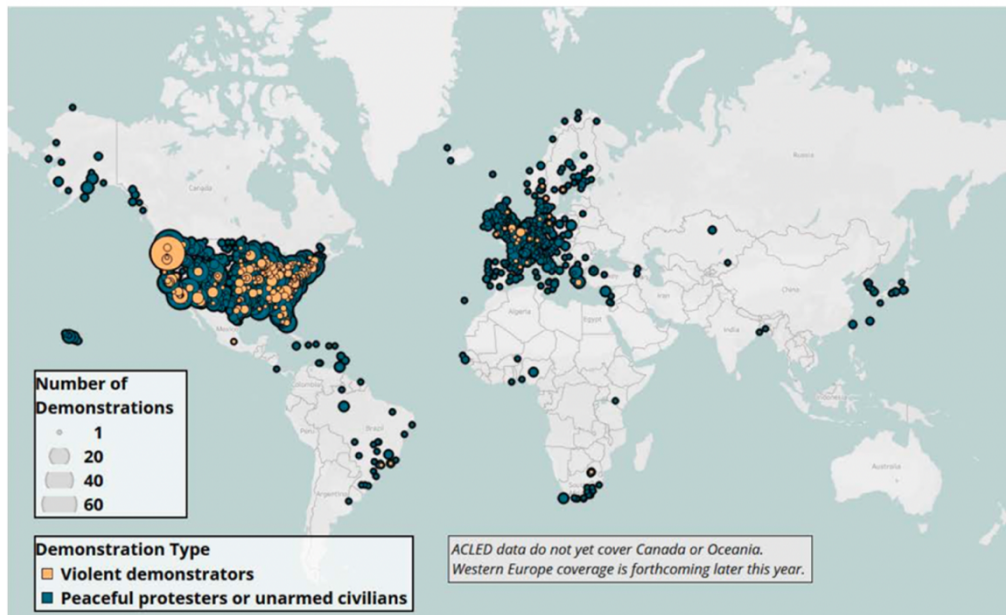 Russia
Canada
China
Iran
Algeria
Egypt
India
Mexico
Brazil
Peru
Argentina
Australia
Number of
Demonstrations
1
20
40
60
Demonstration Type
Violent demonstrators
Peaceful protesters or unarmed civilians
ACLED data do not yet cover Canada or Oceania.
Western Europe coverage is forthcoming later this year.